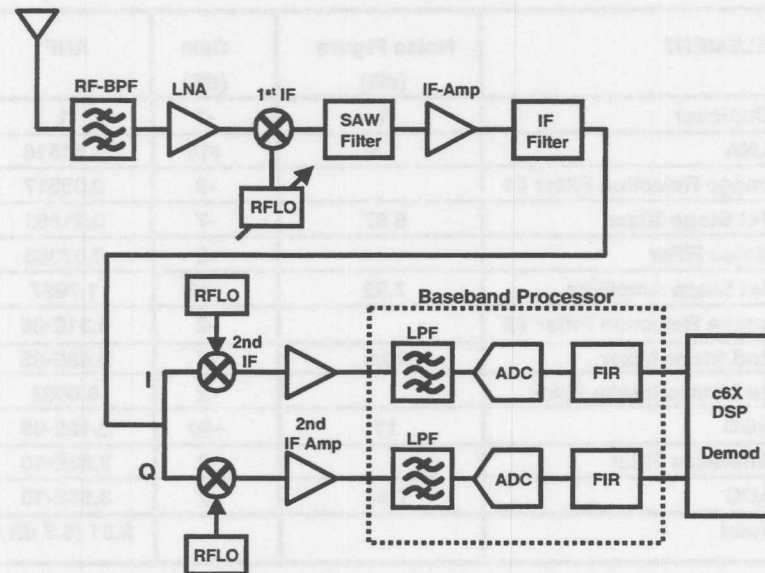 RF-BPF
LNA
1st IF
SAW
Filter
IF-Amp
IF
Filter
RFLO
RFLO
2nd
IF
I
Baseband Processor
LPF
ADC
FIR
c6X
DSP
Demod
Q
2nd
IF Amp
LPF
ADC
FIR
RFLO